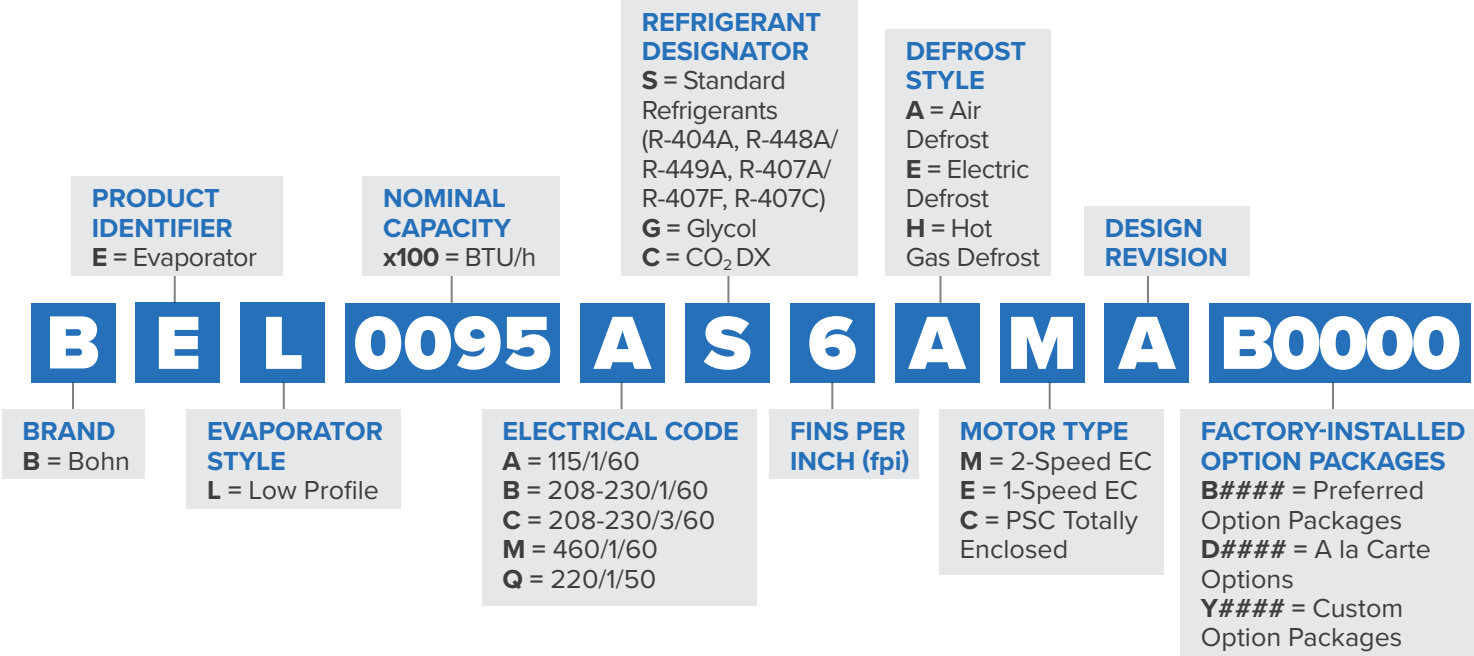 REFRIGERANT
DESIGNATOR
S = Standard
Refrigerants
(R-404A, R-448A/
R-449A, R-407A/
R-407F, R-407C)
G = Glycol
C = CO₂ DX
DEFROST
STYLE
A = Air
Defrost
E = Electric
Defrost
H = Hot
Gas Defrost
PRODUCT
IDENTIFIER
E = Evaporator
NOMINAL
CAPACITY
x100 = BTU/h
DESIGN
REVISION
B E L 0095 A S 6 A M A B0000
BRAND
B = Bohn
EVAPORATOR
STYLE
L = Low Profile
ELECTRICAL CODE
A = 115/1/60
B = 208-230/1/60
C = 208-230/3/60
M = 460/1/60
Q = 220/1/50
FINS PER
INCH (fpi)
MOTOR TYPE
M = 2-Speed EC
E = 1-Speed EC
C = PSC Totally
Enclosed
FACTORY-INSTALLED
OPTION PACKAGES
B#### = Preferred
Option Packages
D#### = A la Carte
Options
Y#### = Custom
Option Packages